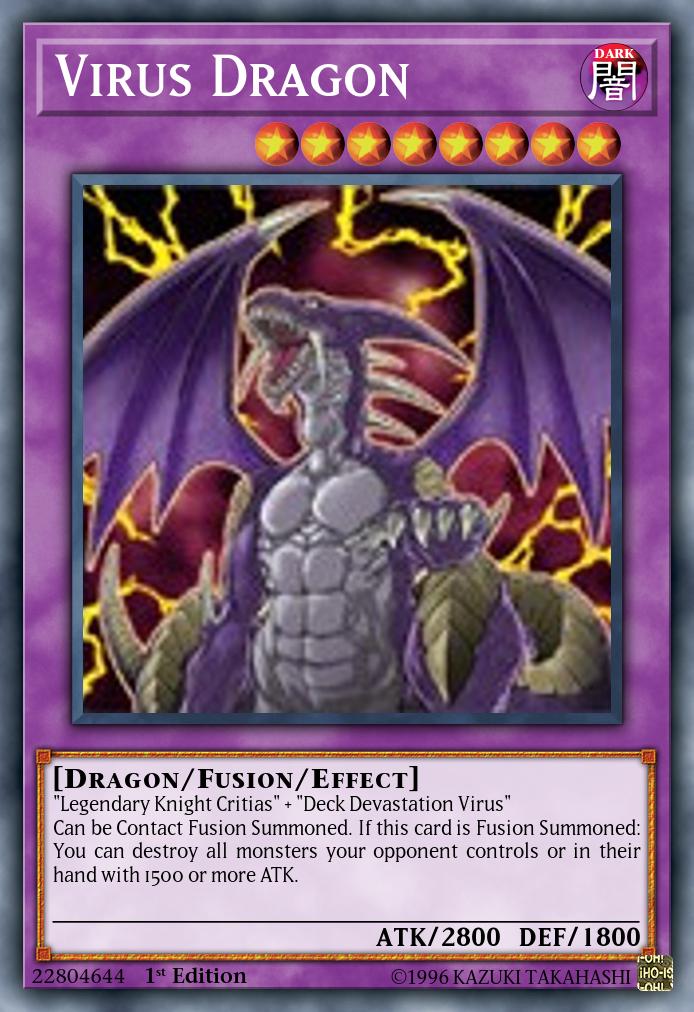 Virus Dragon
DARK
闇
[Dragon/Fusion/Effect]
"Legendary Knight Critias" + "Deck Devastation Virus"
Can be Contact Fusion Summoned. If this card is Fusion Summoned:
You can destroy all monsters your opponent controls or in their
hand with 1500 or more ATK.
ATK/2800 DEF/1800
22804644 1st Edition ©1996 KAZUKI TAKAHASHI